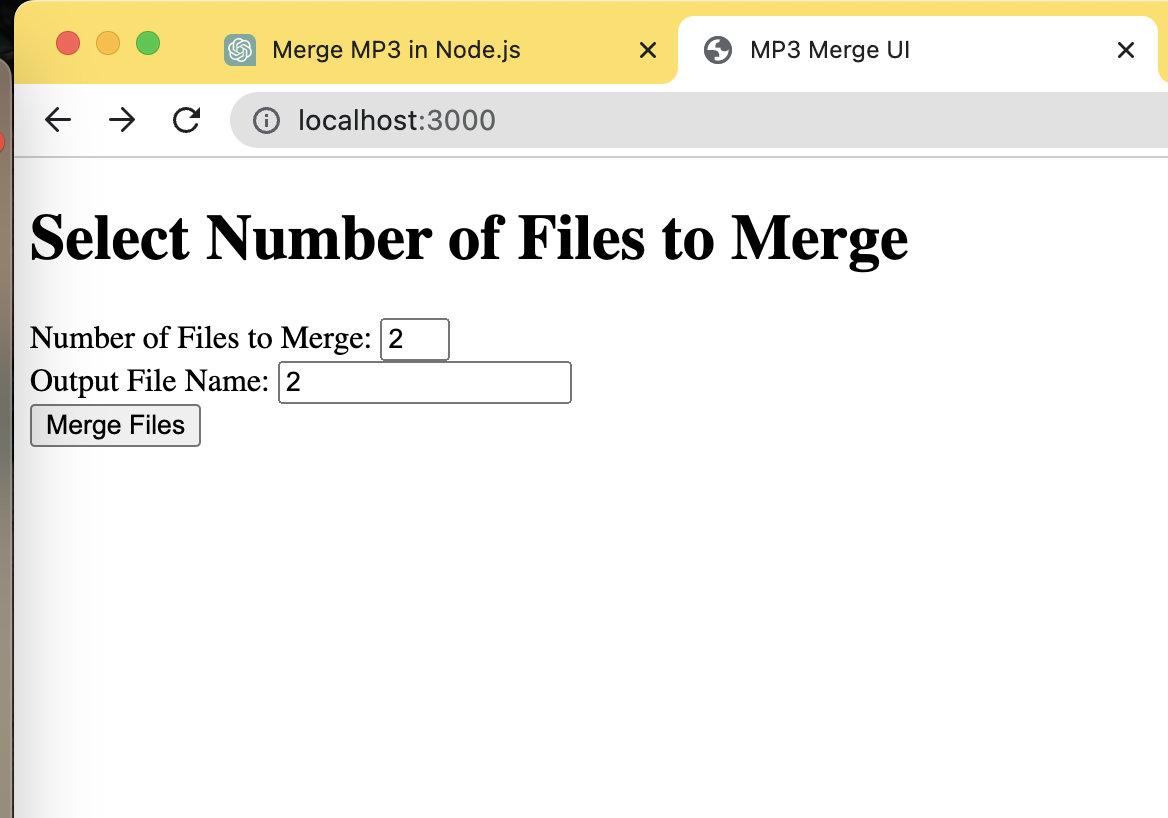 Merge MP3 in Node.js
MP3 Merge UI
localhost:3000
Select Number of Files to Merge
Number of Files to Merge: 2
Output File Name: 2
Merge Files